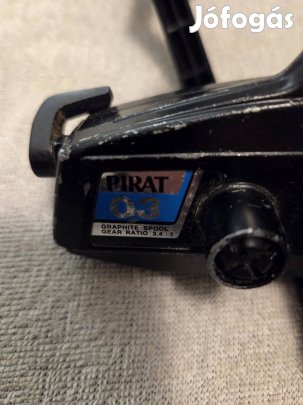 Jófogás
PIRAT
03
GRAPHITE SPOOL
GEAR RATIO 3.4 : 1